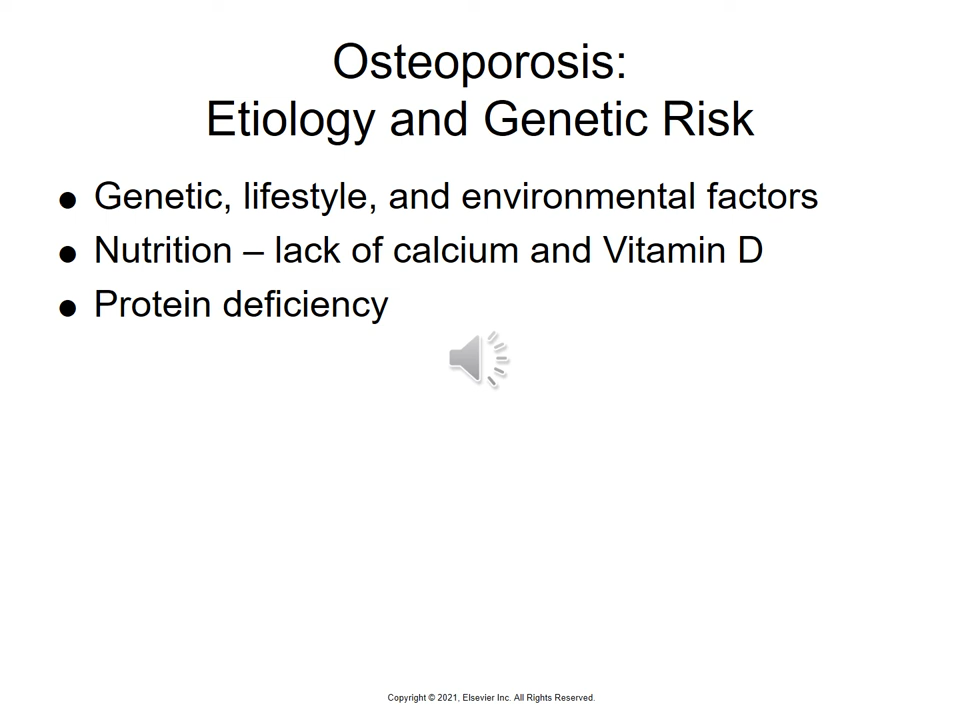 Osteoporosis:
Etiology and Genetic Risk
● Genetic, lifestyle, and environmental factors
● Nutrition – lack of calcium and Vitamin D
● Protein deficiency
Copyright © 2021, Elsevier Inc. All Rights Reserved.